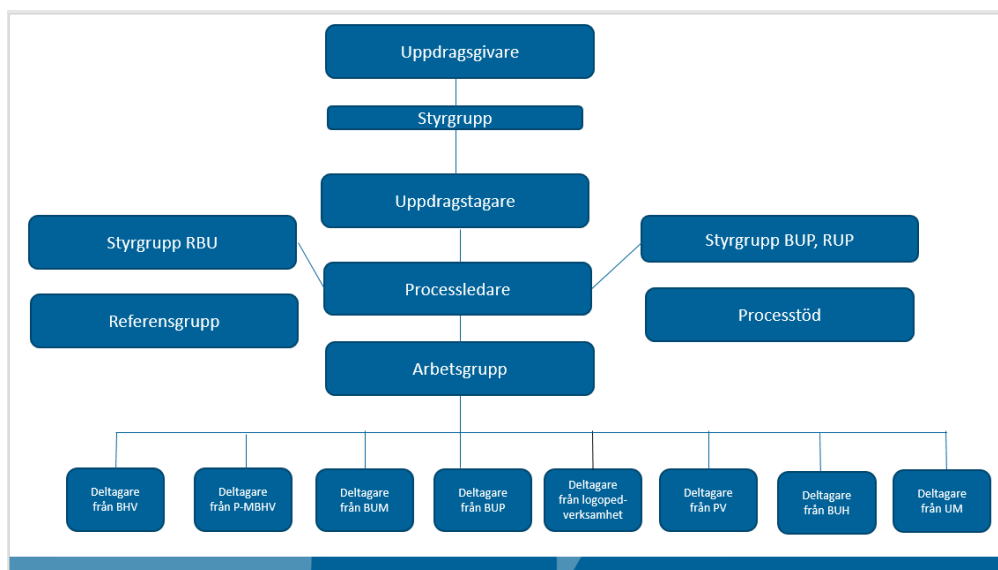 Uppdragsgivare
Styrgrupp
Uppdragstagare
Styrgrupp RBU
Styrgrupp BUP, RUP
Processledare
Referensgrupp
Processtöd
Arbetsgrupp
Deltagare
från BHV
Deltagare
från P-MBHV
Deltagare
från BUM
Deltagare
från BUP
Deltagare
från logoped-
verksamhet
Deltagare
från PV
Deltagare
från BUH
Deltagare
från UM